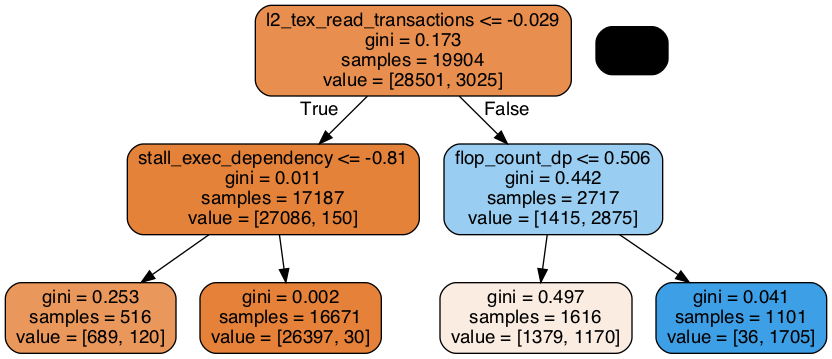 l2_tex_read_transactions <= -0.029
gini = 0.173
samples = 19904
value = [28501, 3025]
True
False
stall_exec_dependency <= -0.81
gini = 0.011
samples = 17187
value = [27086, 150]
flop_count_dp <= 0.506
gini = 0.442
samples = 2717
value = [1415, 2875]
gini = 0.253
samples = 516
value = [689, 120]
gini = 0.002
samples = 16671
value = [26397, 30]
gini = 0.497
samples = 1616
value = [1379, 1170]
gini = 0.041
samples = 1101
value = [36, 1705]